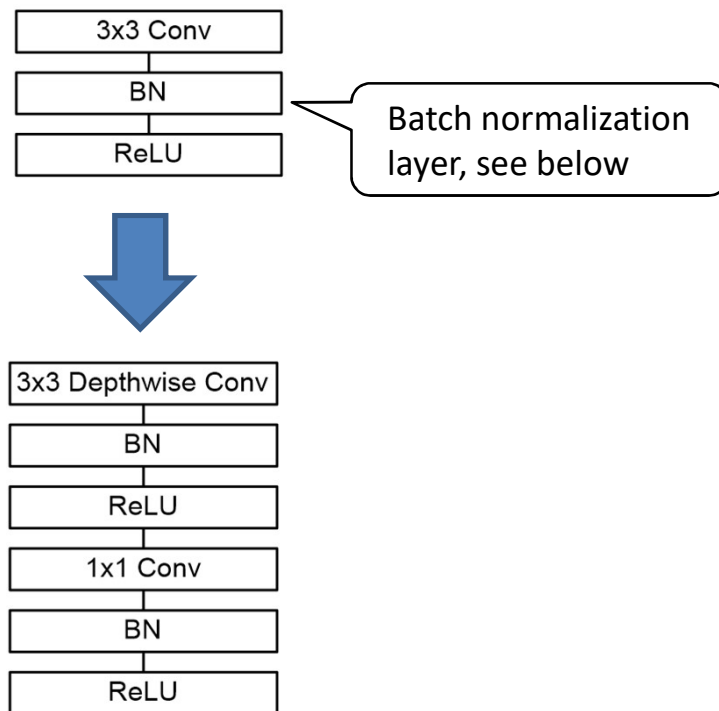 3x3 Conv
BN
ReLU
Batch normalization
layer, see below
3x3 Depthwise Conv
BN
ReLU
1x1 Conv
BN
ReLU